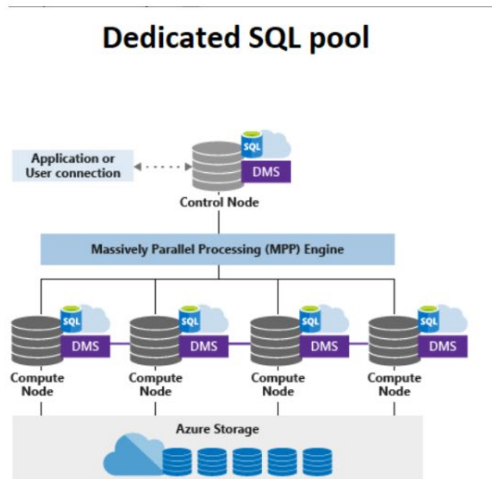 Dedicated SQL pool
Application or
User connection
SQL
DMS
Control Node
Massively Parallel Processing (MPP) Engine
SQL
DMS
SQL
DMS
SQL
DMS
SQL
DMS
Compute
Node
Compute
Node
Compute
Node
Compute
Node
Azure Storage